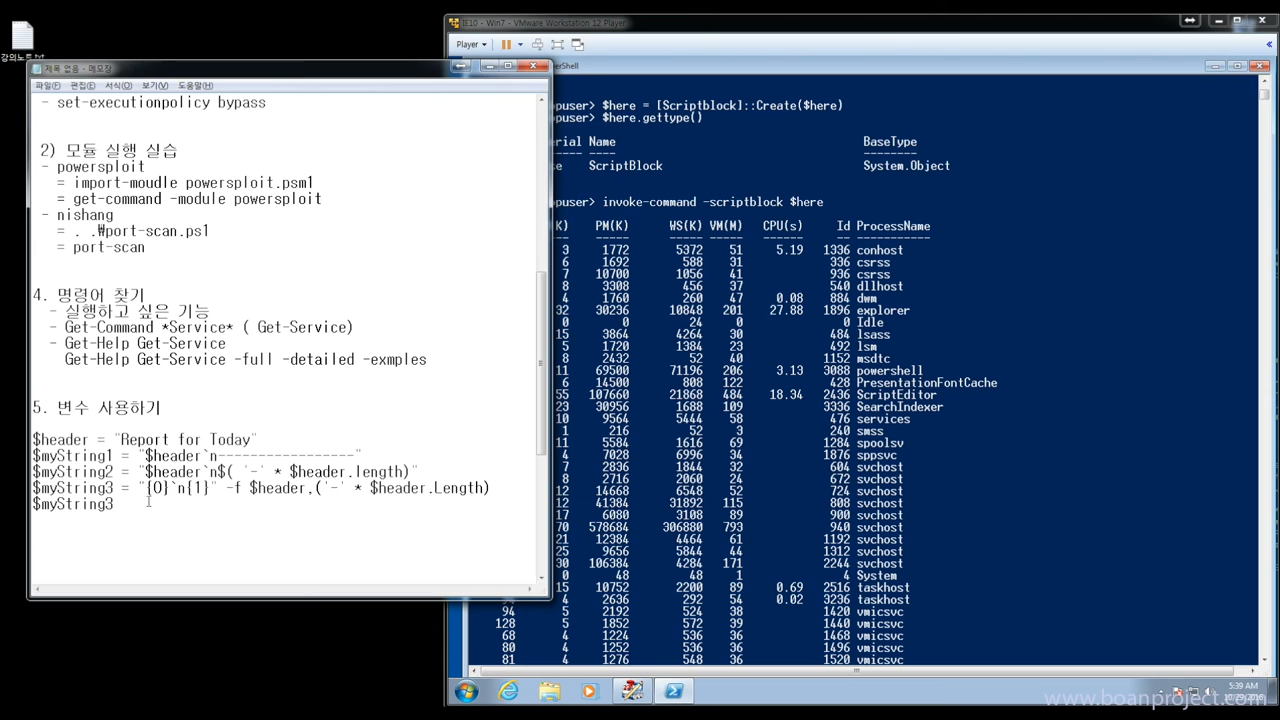 IE10 - Win7 - VMware Workstation 12 Player
Player
강의노트.txt
제목 없음 - 메모장
파일(F) 편집(E) 서식(O) 보기(V) 도움말(H)
- set-executionpolicy bypass
2) 모듈 실행 실습
- powersploit
= import-moudle powersploit.psm1
= get-command -module powersploit
- nishang
= . .₩port-scan.ps1
= port-scan
4. 명령어 찾기
- 실행하고 싶은 기능
- Get-Command *Service* ( Get-Service)
- Get-Help Get-Service
Get-Help Get-Service -full -detailed -exmples
5. 변수 사용하기
$header = "Report for Today"
$myString1 = "$header`n-----------------"
$myString2 = "$header`n$( '-' * $header.length)"
$myString3 = "{0}`n{1}" -f $header,('-' * $header.Length)
$myString3
erShell
opuser> $here = [Scriptblock]::Create($here)
opuser> $here.gettype()
erial Name BaseType
----- ---- --------
se ScriptBlock System.Object
opuser> invoke-command -scriptblock $here
K) PM(K) WS(K) VM(M) CPU(s) Id ProcessName
-- ----- ----- ----- ------ -- -----------
3 1772 5372 51 5.19 1336 conhost
6 1692 588 31 336 csrss
7 10700 1056 41 936 csrss
8 3308 456 37 540 dllhost
4 1760 260 47 0.08 884 dwm
32 30236 10848 201 27.88 1896 explorer
0 0 24 0 0 Idle
15 3864 4264 30 484 lsass
5 1720 1384 23 492 lsm
8 2432 52 40 1152 msdtc
11 69500 71196 206 3.13 3088 powershell
6 14500 808 122 428 PresentationFontCache
55 107660 21868 484 18.34 2436 ScriptEditor
23 30956 1688 109 3336 SearchIndexer
10 9564 5444 58 476 services
1 216 52 3 240 smss
11 5584 1616 69 1284 spoolsv
4 7028 6996 34 1876 sppsvc
7 2836 1844 32 604 svchost
8 2716 2060 24 672 svchost
12 14668 6548 52 724 svchost
12 41384 31892 115 808 svchost
17 6080 3108 89 900 svchost
70 578684 306880 793 940 svchost
21 12384 4464 61 1192 svchost
25 9656 5844 44 1312 svchost
30 106384 4284 171 2244 svchost
0 48 48 1 4 System
15 10752 2200 89 0.69 2516 taskhost
4 2636 292 54 0.02 3236 taskhost
94 5 2192 524 38 1420 vmicsvc
128 5 1852 572 39 1440 vmicsvc
68 4 1224 536 36 1468 vmicsvc
80 4 1252 536 36 1496 vmicsvc
81 4 1276 548 36 1520 vmicsvc
5:39 AM
www.boanproject.com